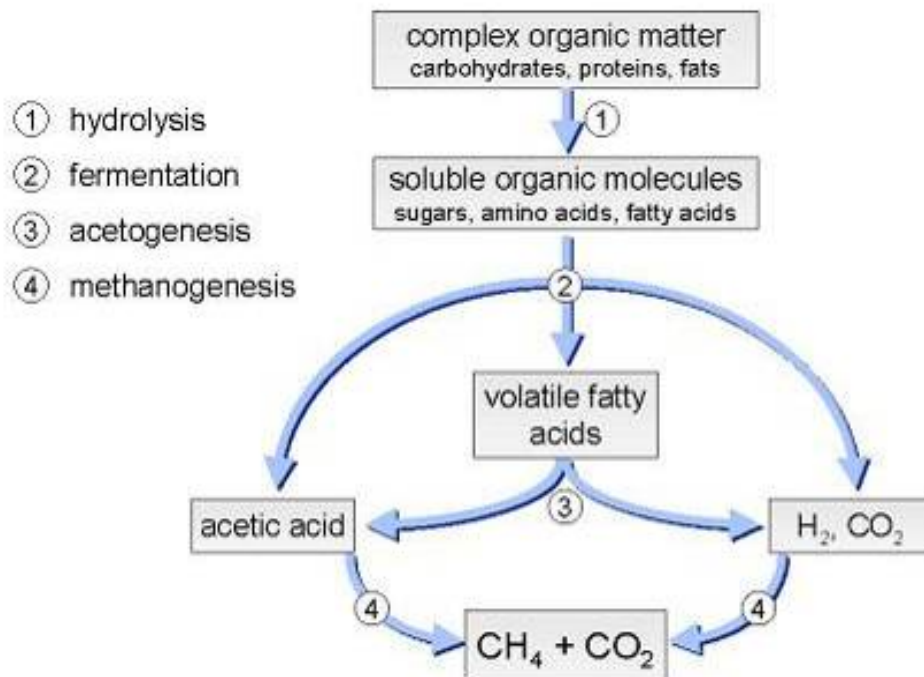 complex organic matter
carbohydrates, proteins, fats
① hydrolysis
② fermentation
③ acetogenesis
④ methanogenesis
①
soluble organic molecules
sugars, amino acids, fatty acids
②
volatile fatty
acids
③
acetic acid
H₂, CO₂
④
④
CH₄ + CO₂